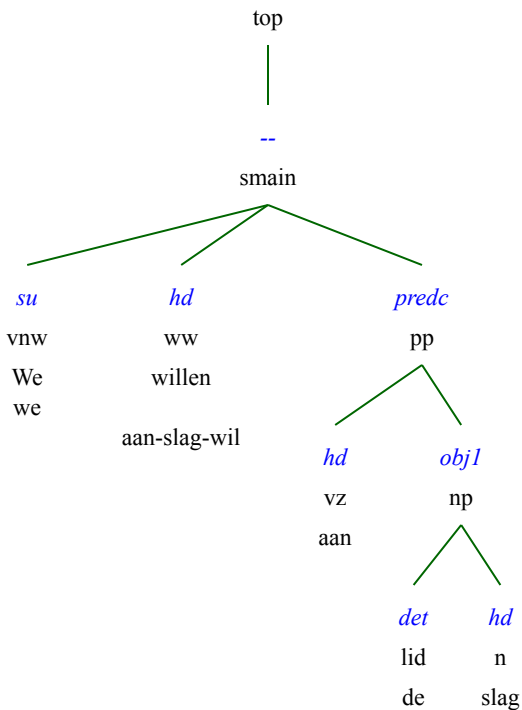 top
--
smain
su hd predc
vnw ww pp
We willen
we
aan-slag-wil
hd obj1
vz np
aan
det hd
lid n
de slag